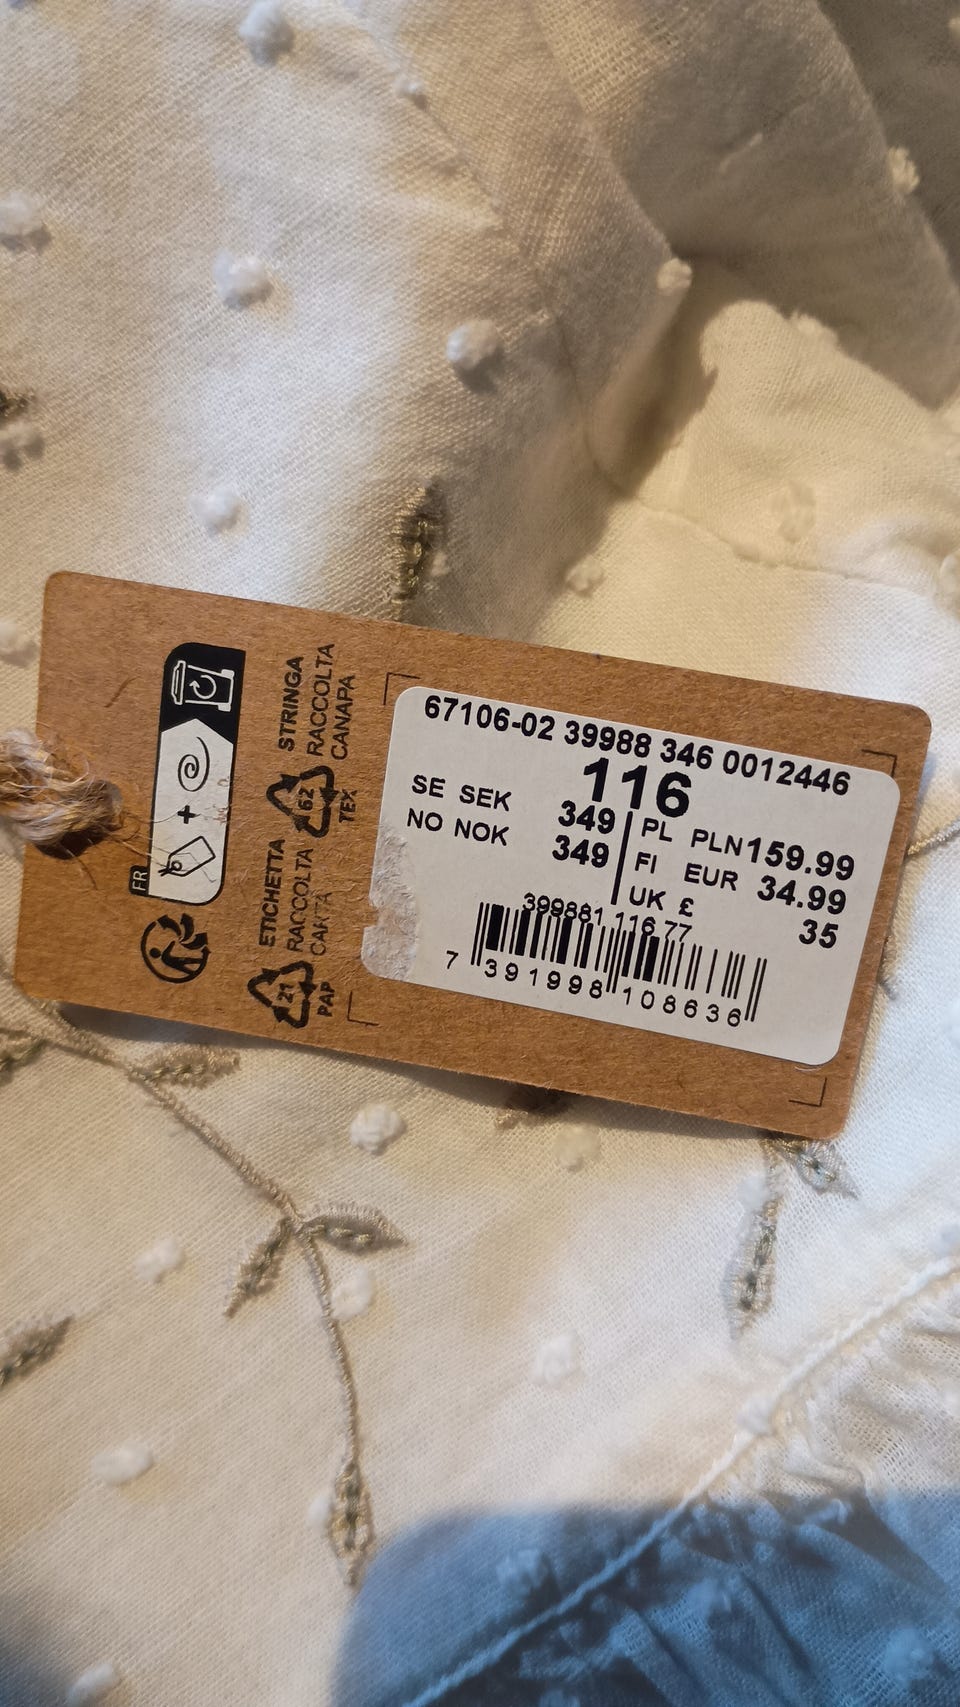 67106-02 39988 346 0012446
116
SE SEK 349
NO NOK 349
PL PLN159.99
FI EUR 34.99
UK £ 35
399881 116 77
7 391998 108636
FR
STRINGA
RACCOLTA
CANAPA
62
TEX
ETICHETTA
RACCOLTA
CARTA
21
PAP